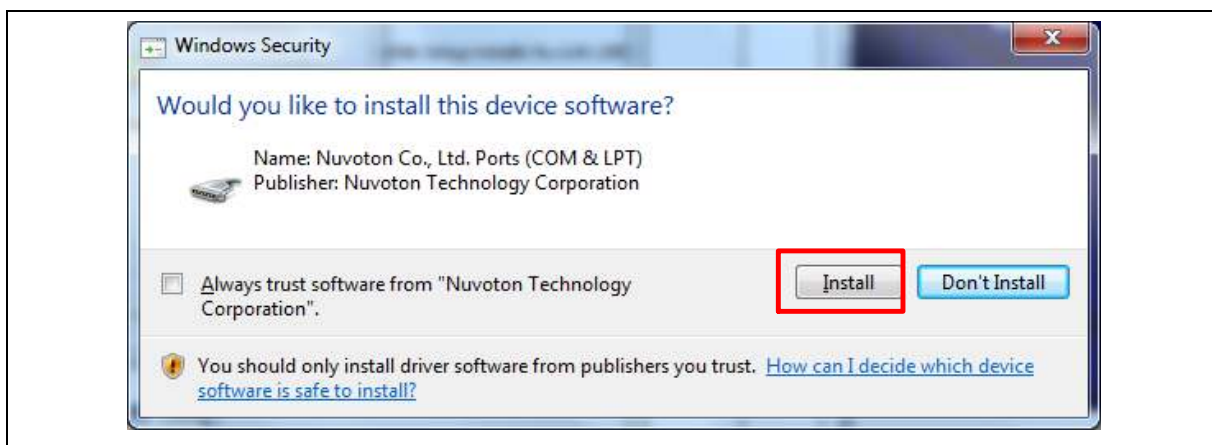 Windows Security
Would you like to install this device software?
Name: Nuvoton Co., Ltd. Ports (COM & LPT)
Publisher: Nuvoton Technology Corporation
Always trust software from "Nuvoton Technology
Corporation".
Install
Don't Install
You should only install driver software from publishers you trust. How can I decide which device
software is safe to install?